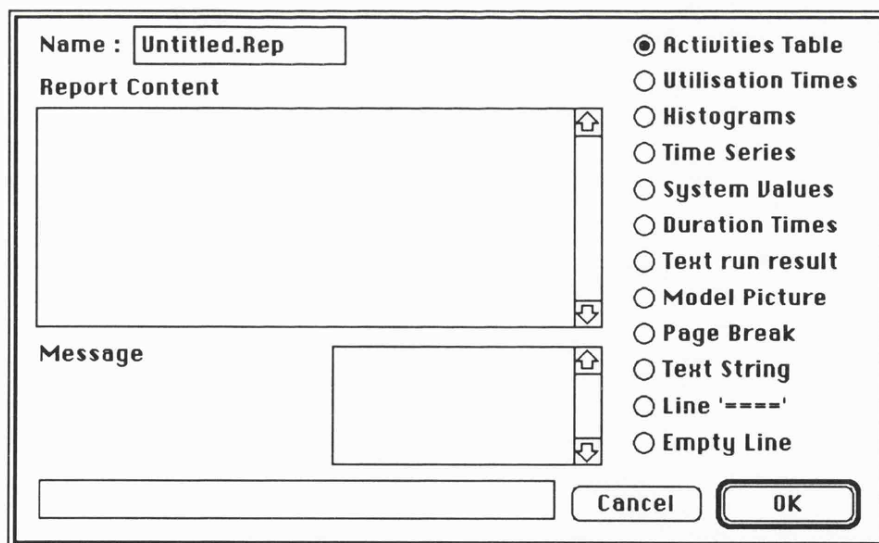 Name : Untitled.Rep
Report Content
Message
Activities Table
Utilisation Times
Histograms
Time Series
System Values
Duration Times
Text run result
Model Picture
Page Break
Text String
Line '===='
Empty Line
Cancel
OK